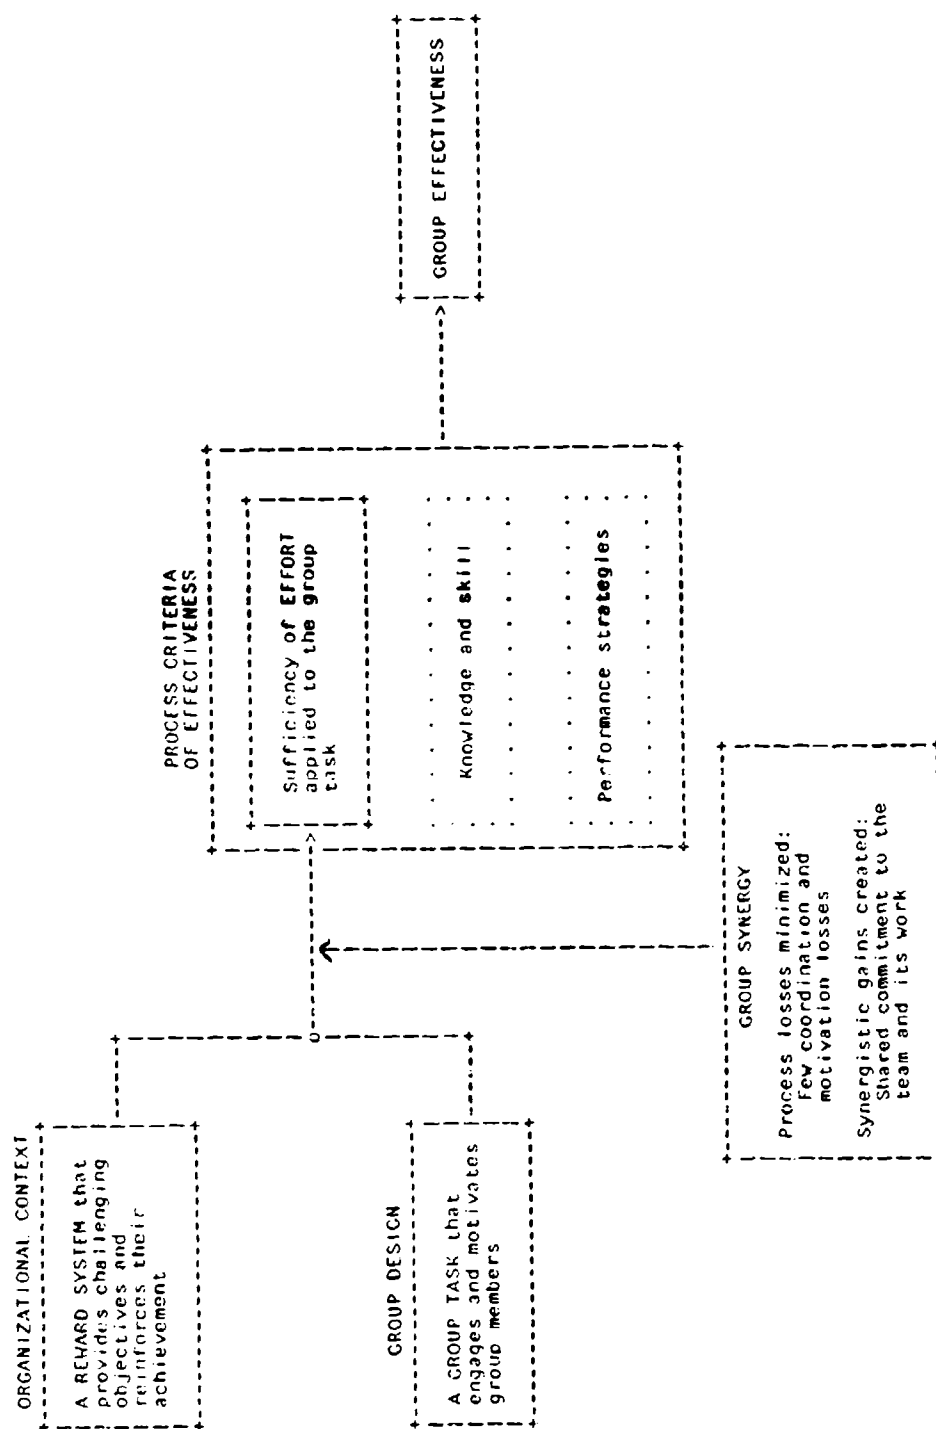 ORGANIZATIONAL CONTEXT
A REWARD SYSTEM that
provides challenging
objectives and
reinforces their
achievement
GROUP DESIGN
A GROUP TASK that
engages and motivates
group members
GROUP SYNERGY
Process losses minimized:
Few coordination and
motivation losses
Synergistic gains created:
Shared commitment to the
team and its work
PROCESS CRITERIA
OF EFFECTIVENESS
Sufficiency of EFFORT
applied to the group
task
Knowledge and skill
Performance strategies
GROUP EFFECTIVENESS